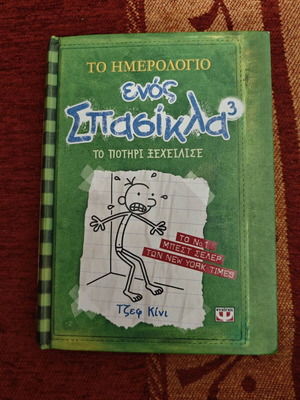 ΤΟ ΗΜΕΡΟΛΟΓΙΟ
ενός
Σπασίκλα 3
ΤΟ ΠΟΤΗΡΙ ΞΕΧΕΙΛΙΣΕ
ΤΟ Νο 1
ΜΠΕΣΤ ΣΕΛΕΡ
ΤΩΝ NEW YORK TIMES
Τζεφ Κίνι